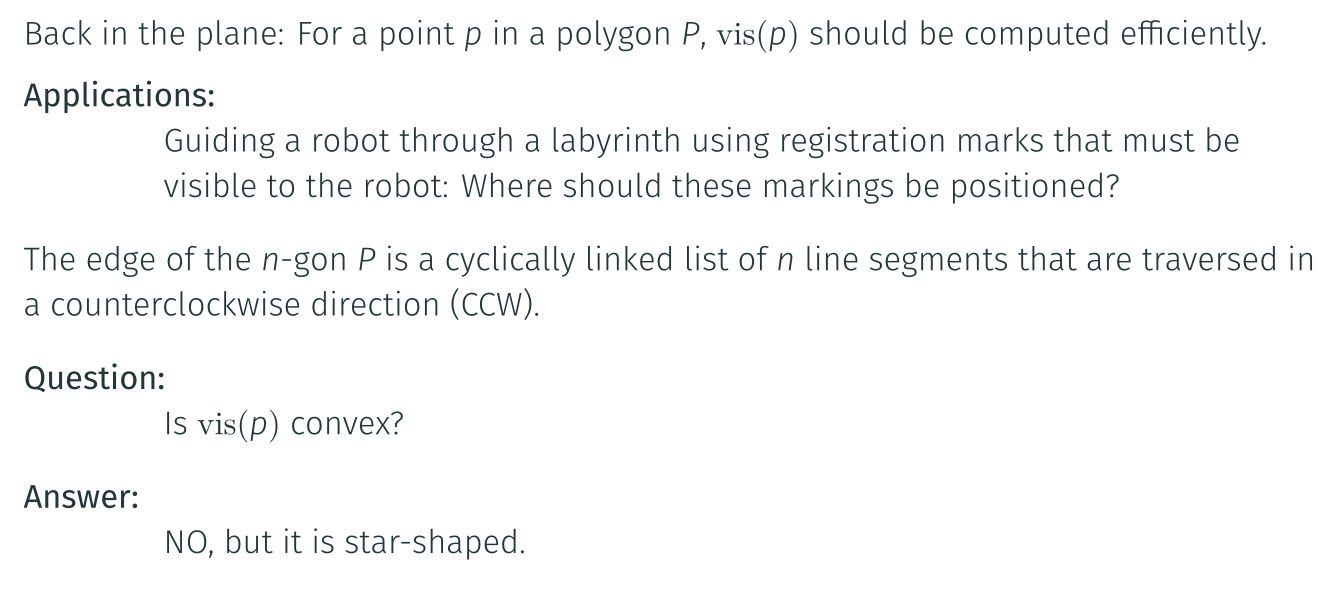 Back in the plane: For a point p in a polygon P, vis(p) should be computed efficiently.
Applications:
Guiding a robot through a labyrinth using registration marks that must be
visible to the robot: Where should these markings be positioned?
The edge of the n-gon P is a cyclically linked list of n line segments that are traversed in
a counterclockwise direction (CCW).
Question:
Is vis(p) convex?
Answer:
NO, but it is star-shaped.